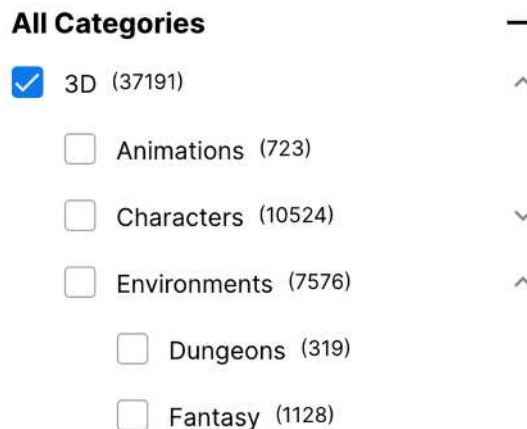 All Categories
3D (37191)
Animations (723)
Characters (10524)
Environments (7576)
Dungeons (319)
Fantasy (1128)